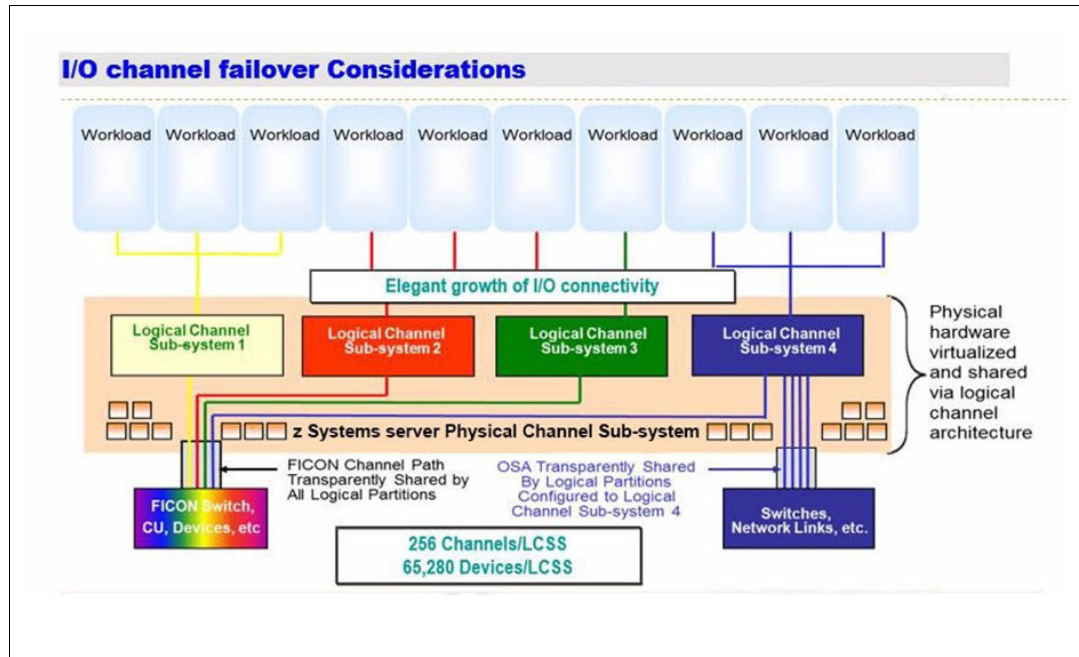 I/O channel failover Considerations
Workload Workload Workload Workload Workload Workload Workload Workload Workload Workload
Elegant growth of I/O connectivity
Logical Channel
Sub-system 1
Logical Channel
Sub-system 2
Logical Channel
Sub-system 3
Logical Channel
Sub-system 4
Physical
hardware
virtualized
and shared
via logical
channel
architecture
z Systems server Physical Channel Sub-system
FICON Channel Path
Transparently Shared by
All Logical Partitions
OSA Transparently Shared
By Logical Partitions
Configured to Logical
Channel Sub-system 4
FICON Switch,
CU, Devices, etc
Switches,
Network Links, etc.
256 Channels/LCSS
65,280 Devices/LCSS